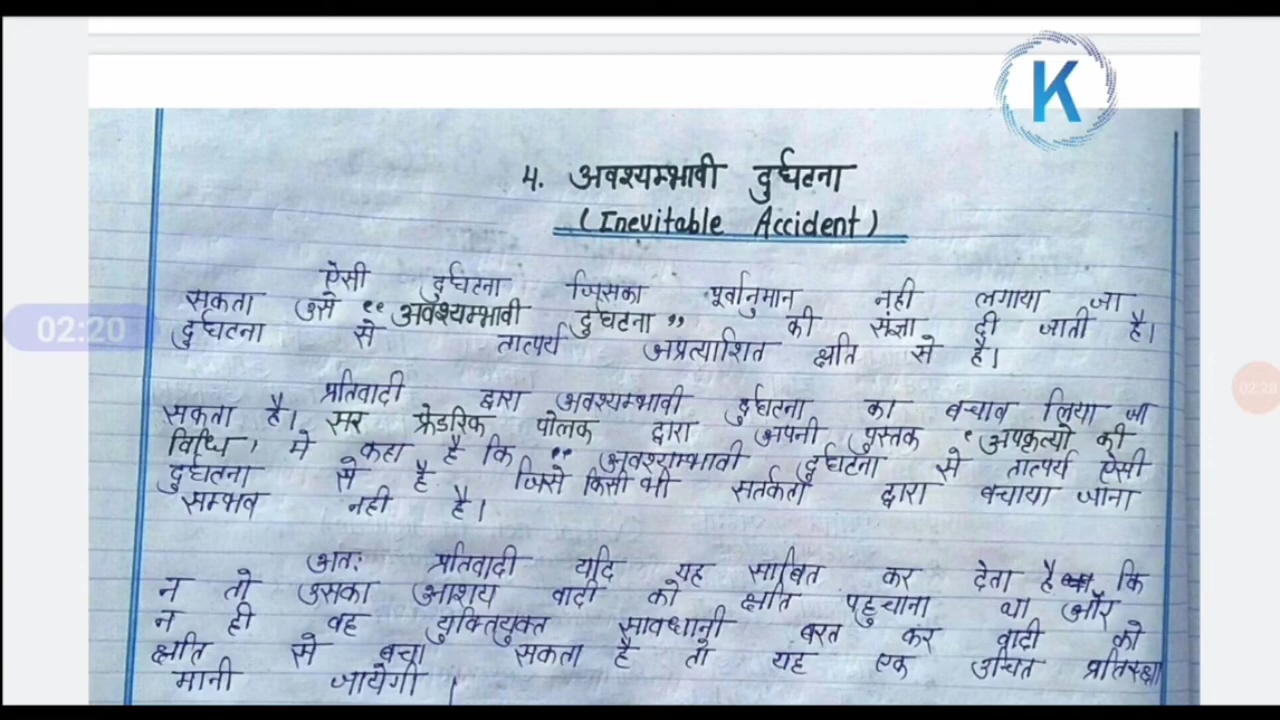 K
4. अवश्यम्भावी दुर्घटना
(Inevitable Accident)
ऐसी दुर्घटना जिसका पूर्वानुमान नही लगाया जा
सकता उसे “अवश्यम्भावी दुर्घटना” की संज्ञा दी जाती है।
दुर्घटना से तात्पर्य अप्रत्याशित क्षति से है।
02:20
02:28
प्रतिवादी द्वारा अवश्यम्भावी दुर्घटना का बचाव लिया जा
सकता है। सर फ्रेडरिक पोलक द्वारा अपनी पुस्तक ‘अपकृत्यो की
विधि’ मे कहा है कि “अवश्यम्भावी दुर्घटना से तात्पर्य ऐसी
दुर्घतना से है जिसे किसी भी सतर्कता द्वारा बचाया जाना
सम्भव नही है।
अतः प्रतिवादी यदि यह साबित कर देता है कि
न तो उसका आशय वादी को क्षति पहुचाना था और
न ही वह युक्तियुक्त सावधानी बरत कर वादी को
क्षति से बचा सकता है तो यह एक उचित प्रतिरक्षा
मानी जायेगी।